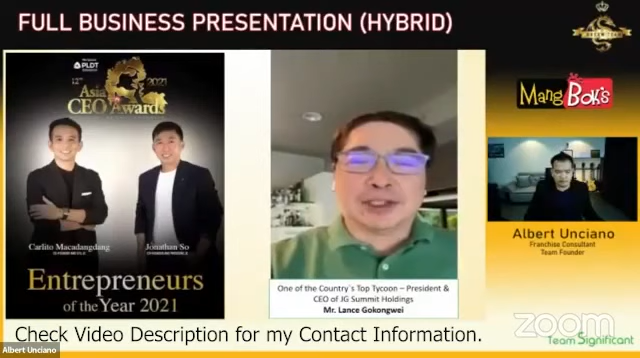 FULL BUSINESS PRESENTATION (HYBRID)
PLDT
Asia
2021
CEO Awards
Carlito Macadangdang
Jonathan So
Entrepreneurs
of the Year 2021
One of the Country's Top Tycoon – President &
CEO of JG Summit Holdings
Mr. Lance Gokongwei
Mang Bok's
Albert Unciano
Franchise Consultant
Team Founder
Check Video Description for my Contact Information.
zoom
Team Significant
Albert Unciano